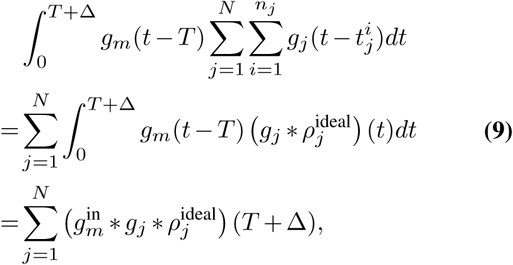 ∫_0^{T+Δ} g_m(t−T) ∑_{j=1}^{N} ∑_{i=1}^{n_j} g_j(t−t_j^i)dt
=∑_{j=1}^{N} ∫_0^{T+Δ} g_m(t−T) (g_j * ρ_j^{ideal}) (t)dt (9)
=∑_{j=1}^{N} (g_m^{in} * g_j * ρ_j^{ideal}) (T+Δ),